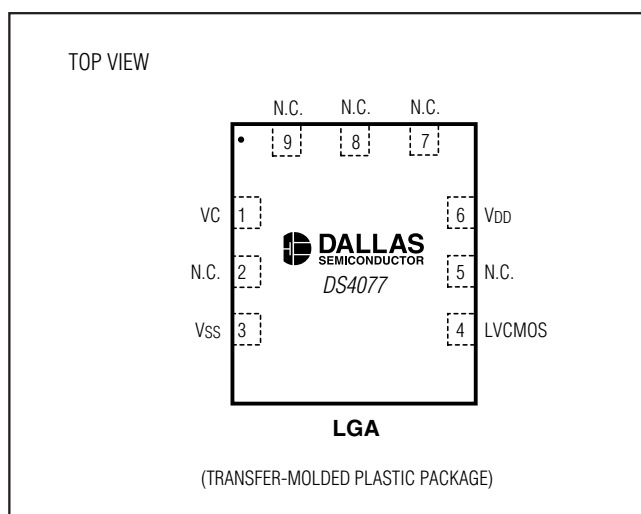 TOP VIEW
N.C. N.C. N.C.
9 8 7
VC 1 6 VDD
DALLAS
SEMICONDUCTOR
N.C. 2 5 N.C.
DS4077
VSS 3 4 LVCMOS
LGA
(TRANSFER-MOLDED PLASTIC PACKAGE)